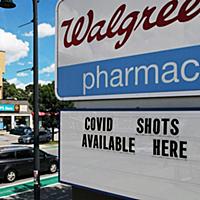 Walgree
pharmac
COVID SHOTS
AVAILABLE HERE